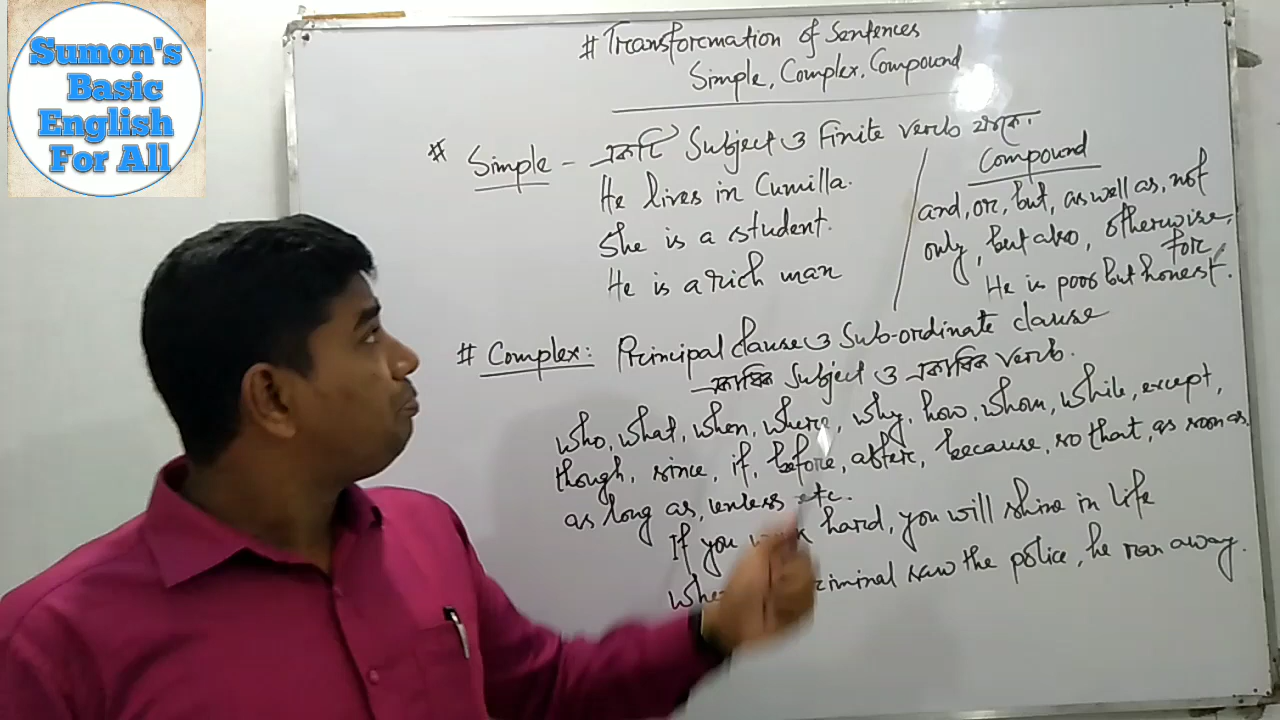 Sumon's
Basic
English
For All
# Transformation of Sentences
Simple, Complex, Compound
# Simple - একটি Subject ও Finite verb থাকে।
He lives in Cumilla.
She is a student.
He is a rich man
Compound
and, or, but, as well as, not
only, but also, otherwise,
for
He is poor but honest.
# Complex: Principal clause ও Sub-ordinate clause
একাধিক Subject ও একাধিক verb.
who, what, when, where, why, how, whom, while, except,
though, since, if, before, after, because, so that, as soon as
as long as, unless etc.
If you hard, you will shine in life
criminal saw the police, he ran away.